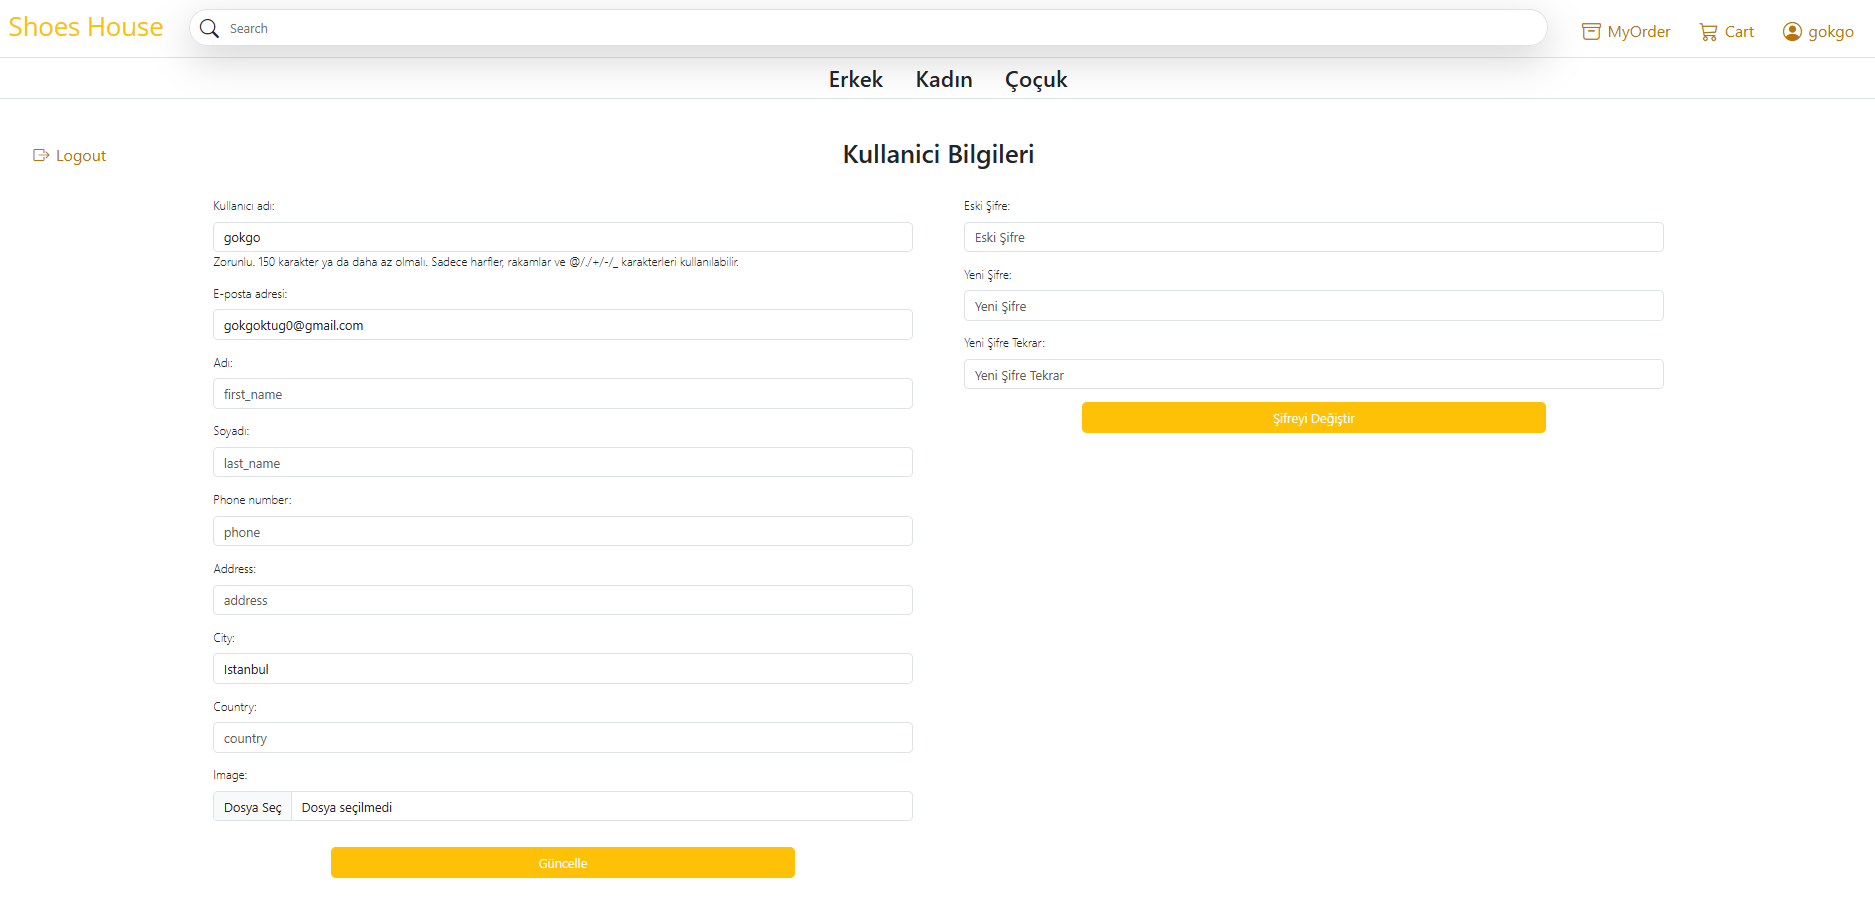 Shoes House
Search
MyOrder
Cart
gokgo
Erkek Kadın Çoçuk
Logout
Kullanici Bilgileri
Kullanıcı adı:
gokgo
Zorunlu. 150 karakter ya da daha az olmalı. Sadece harfler, rakamlar ve @/./+/-/_ karakterleri kullanılabilir.
E-posta adresi:
gokgoktug0@gmail.com
Adı:
first_name
Soyadı:
last_name
Phone number:
phone
Address:
address
City:
Istanbul
Country:
country
Image:
Dosya Seç Dosya seçilmedi
Güncelle
Eski Şifre:
Eski Şifre
Yeni Şifre:
Yeni Şifre
Yeni Şifre Tekrar:
Yeni Şifre Tekrar
Şifreyi Değiştir